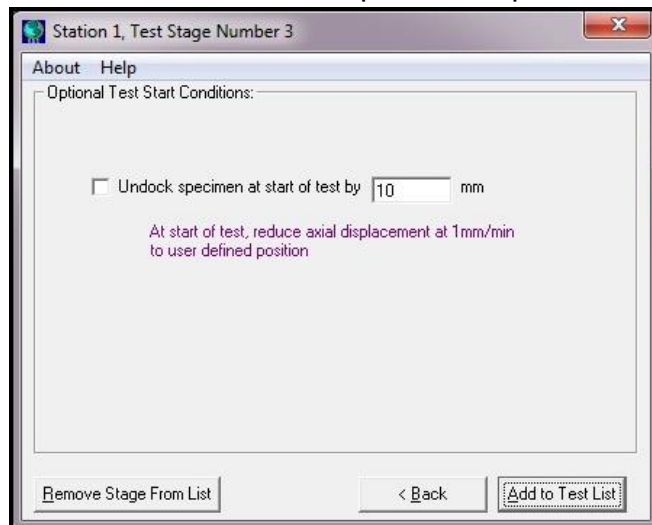 Station 1, Test Stage Number 3
About Help
Optional Test Start Conditions:
Undock specimen at start of test by 10 mm
At start of test, reduce axial displacement at 1mm/min
to user defined position
Remove Stage From List < Back Add to Test List